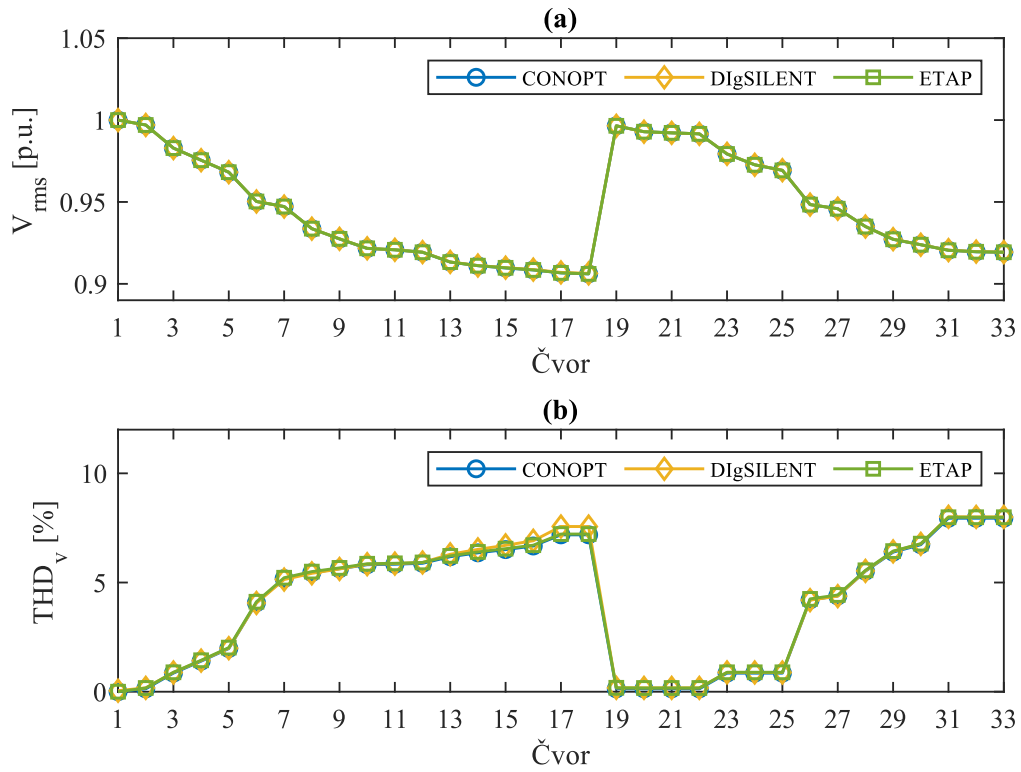 (a)
1.05
1
0.95
0.9
V_rms [p.u.]
CONOPT DIgSILENT ETAP
1 3 5 7 9 11 13 15 17 19 21 23 25 27 29 31 33
Čvor
(b)
10
5
0
THD_v [%]
CONOPT DIgSILENT ETAP
1 3 5 7 9 11 13 15 17 19 21 23 25 27 29 31 33
Čvor